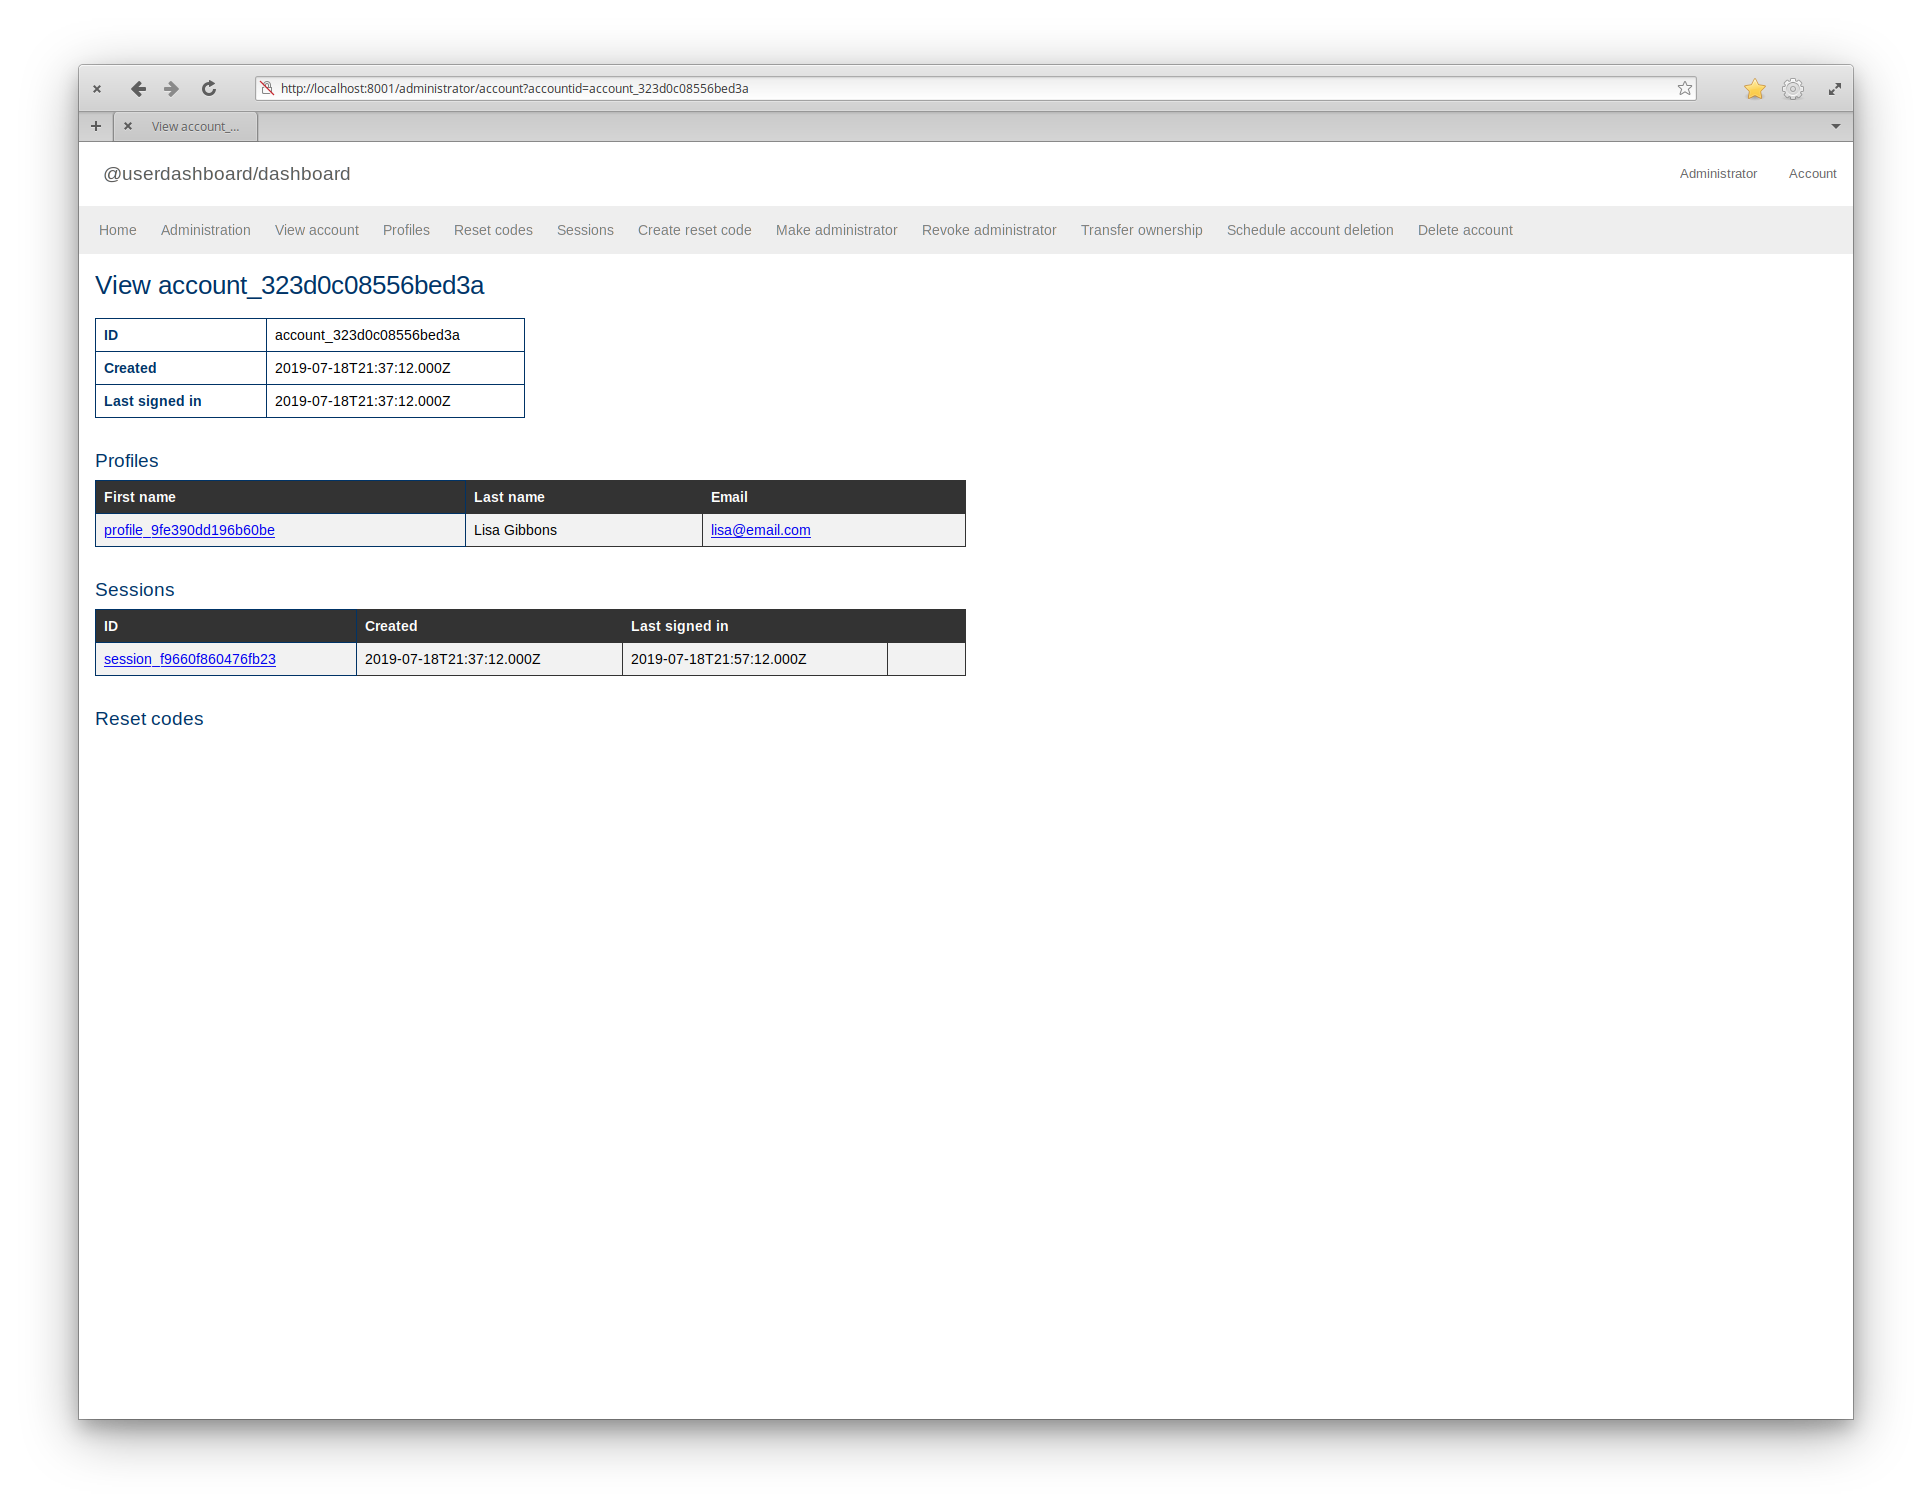 http://localhost:8001/administrator/account?accountid=account_323d0c08556bed3a
View account_...
@userdashboard/dashboard Administrator Account
Home Administration View account Profiles Reset codes Sessions Create reset code Make administrator Revoke administrator Transfer ownership Schedule account deletion Delete account
View account_323d0c08556bed3a
ID account_323d0c08556bed3a
Created 2019-07-18T21:37:12.000Z
Last signed in 2019-07-18T21:37:12.000Z
Profiles
First name Last name Email
profile_9fe390dd196b60be Lisa Gibbons lisa@email.com
Sessions
ID Created Last signed in
session_f9660f860476fb23 2019-07-18T21:37:12.000Z 2019-07-18T21:57:12.000Z
Reset codes